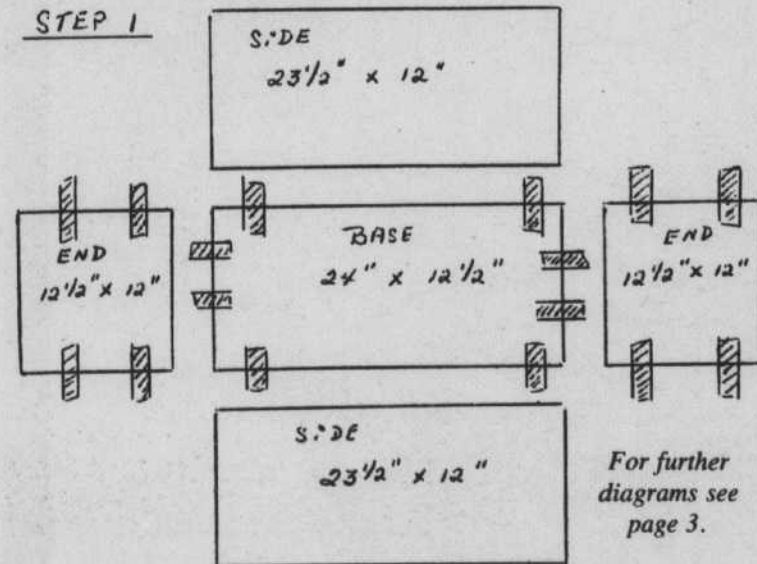 STEP 1
SIDE
23 1/2" x 12"
END
12 1/2" x 12"
BASE
24" x 12 1/2"
END
12 1/2" x 12"
SIDE
23 1/2" x 12"
For further
diagrams see
page 3.